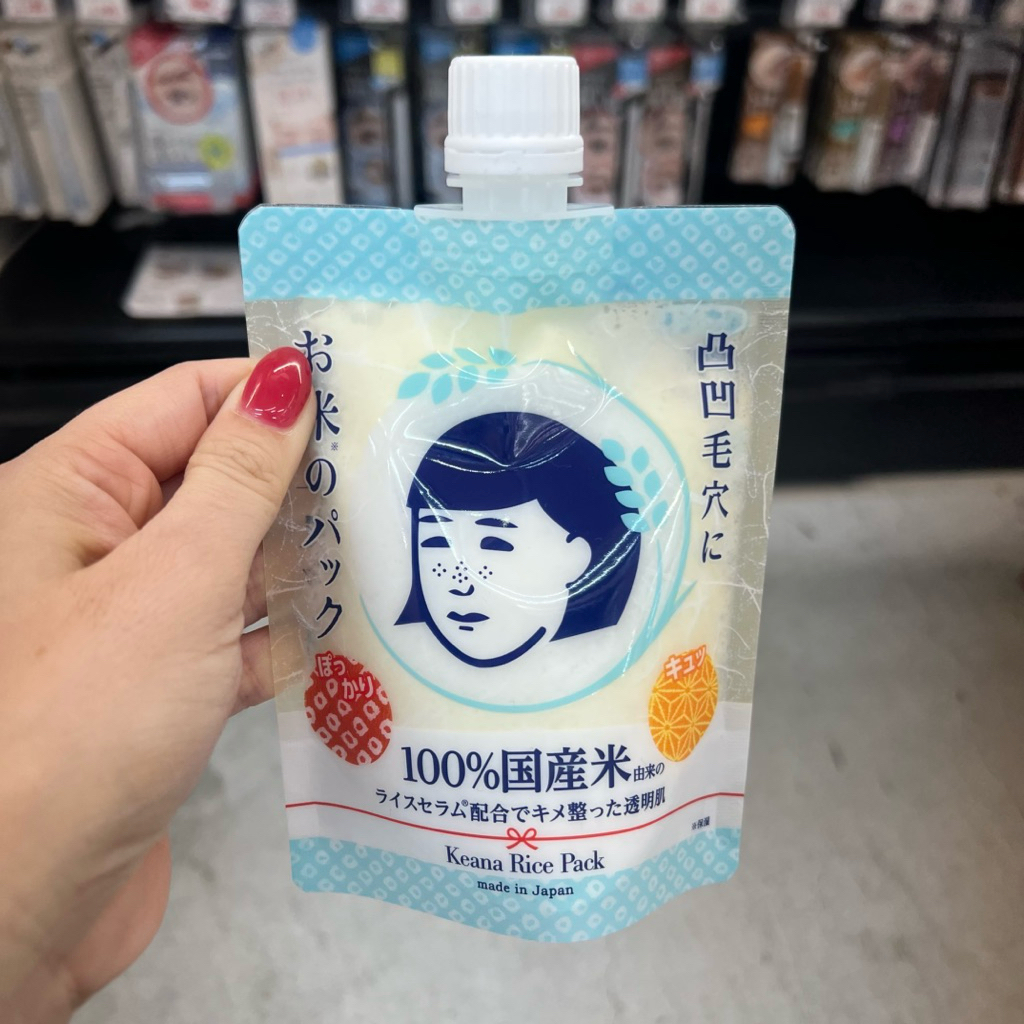 凸凹毛穴に
お米※のパック
ぽっ
かり
キュッ
100%国産米由来の
ライスセラム®配合でキメ整った透明肌
※保湿
Keana Rice Pack
made in Japan